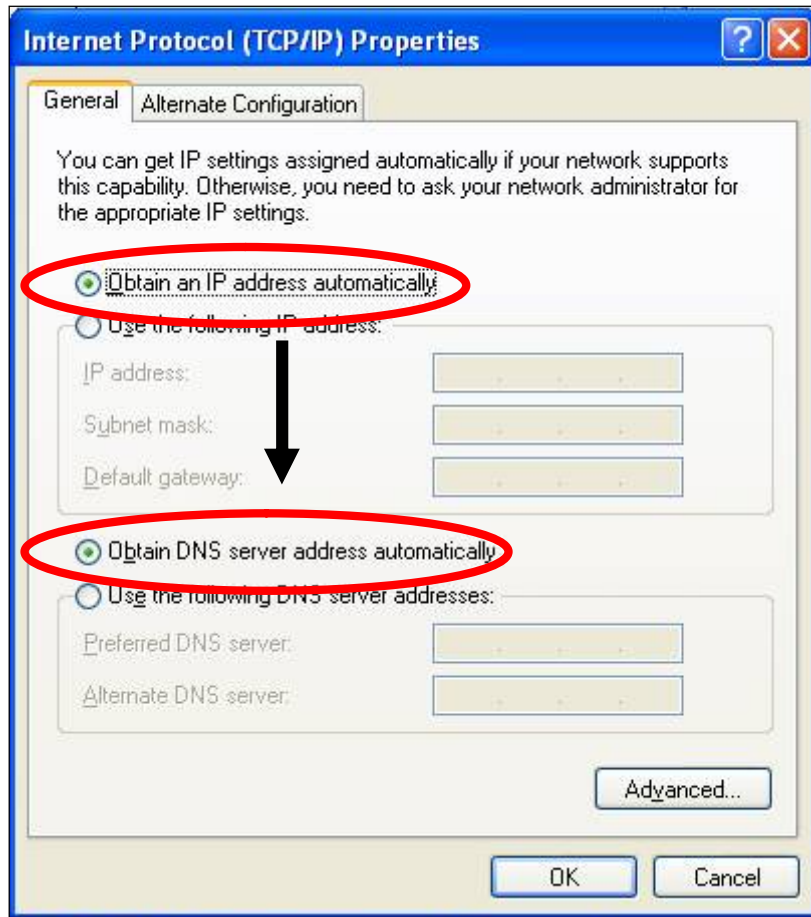 Internet Protocol (TCP/IP) Properties
General
Alternate Configuration
You can get IP settings assigned automatically if your network supports
this capability. Otherwise, you need to ask your network administrator for
the appropriate IP settings.
Obtain an IP address automatically
Use the following IP address:
IP address:
Subnet mask:
Default gateway:
Obtain DNS server address automatically
Use the following DNS server addresses:
Preferred DNS server:
Alternate DNS server:
Advanced...
OK
Cancel